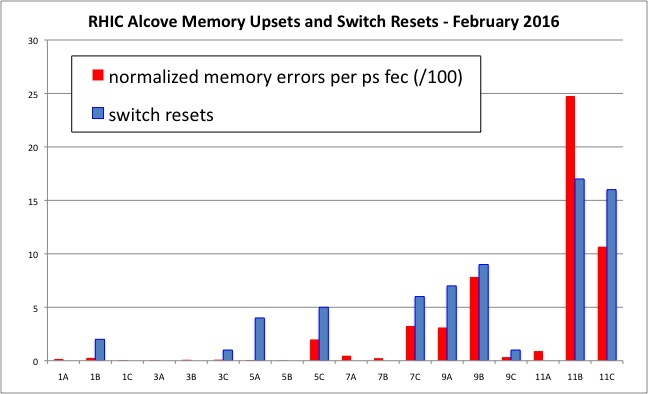 RHIC Alcove Memory Upsets and Switch Resets - February 2016
30
normalized memory errors per ps fec (/100)
switch resets
25
20
15
10
5
0
1A 1B 1C 3A 3B 3C 5A 5B 5C 7A 7B 7C 9A 9B 9C 11A 11B 11C